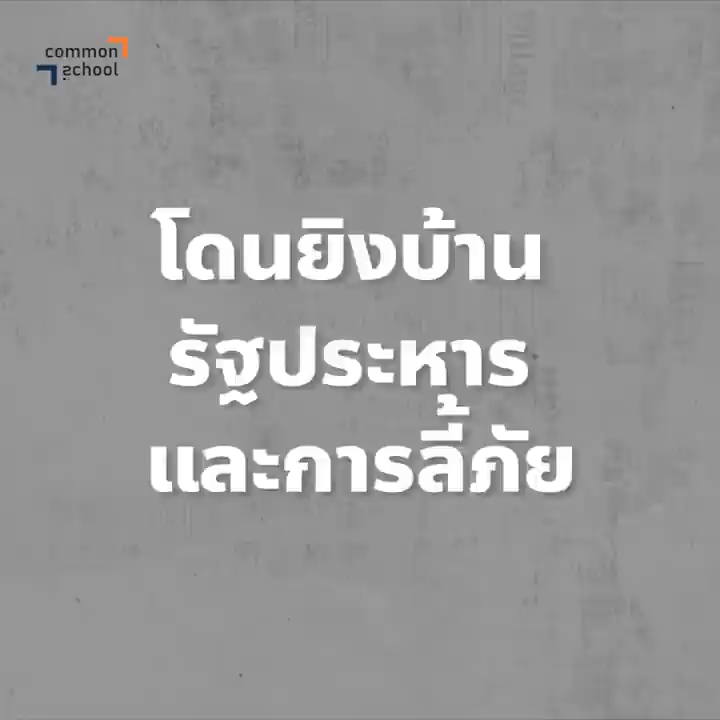 common
school
โดนยิงบ้าน
รัฐประหาร
และการลี้ภัย